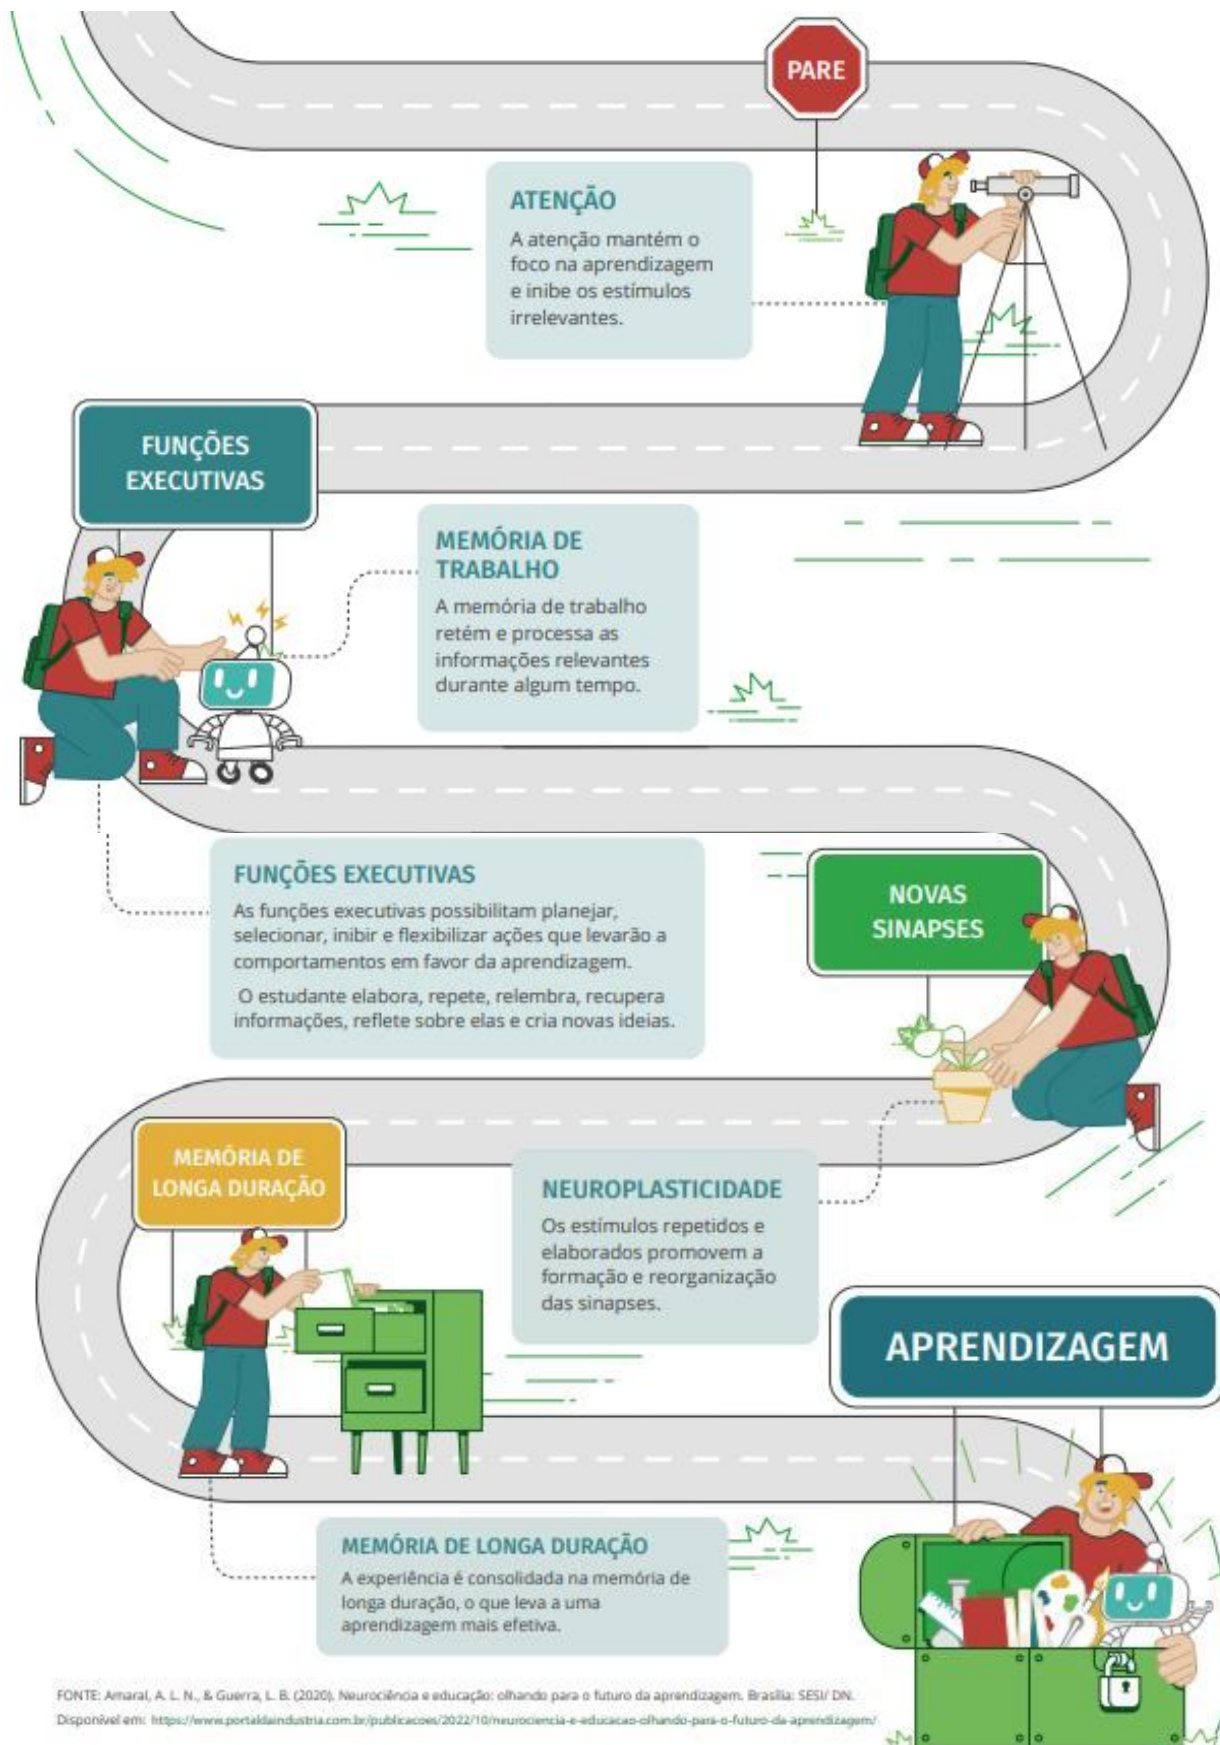 PARE
ATENÇÃO
A atenção mantém o
foco na aprendizagem
e inibe os estímulos
irrelevantes.
FUNÇÕES
EXECUTIVAS
MEMÓRIA DE
TRABALHO
A memória de trabalho
retém e processa as
informações relevantes
durante algum tempo.
FUNÇÕES EXECUTIVAS
As funções executivas possibilitam planejar,
selecionar, inibir e flexibilizar ações que levarão a
comportamentos em favor da aprendizagem.
O estudante elabora, repete, relembra, recupera
informações, reflete sobre elas e cria novas ideias.
NOVAS
SINAPSES
MEMÓRIA DE
LONGA DURAÇÃO
NEUROPLASTICIDADE
Os estímulos repetidos e
elaborados promovem a
formação e reorganização
das sinapses.
APRENDIZAGEM
MEMÓRIA DE LONGA DURAÇÃO
A experiência é consolidada na memória de
longa duração, o que leva a uma
aprendizagem mais efetiva.
FONTE: Amaral, A. L. N., & Guerra, L. B. (2020). Neurociência e educação: olhando para o futuro da aprendizagem. Brasília: SESI/ DN.
Disponível em: https://www.portaldaindustria.com.br/publicacoes/2022/10/neurociencia-e-educacao-olhando-para-o-futuro-da-aprendizagem/